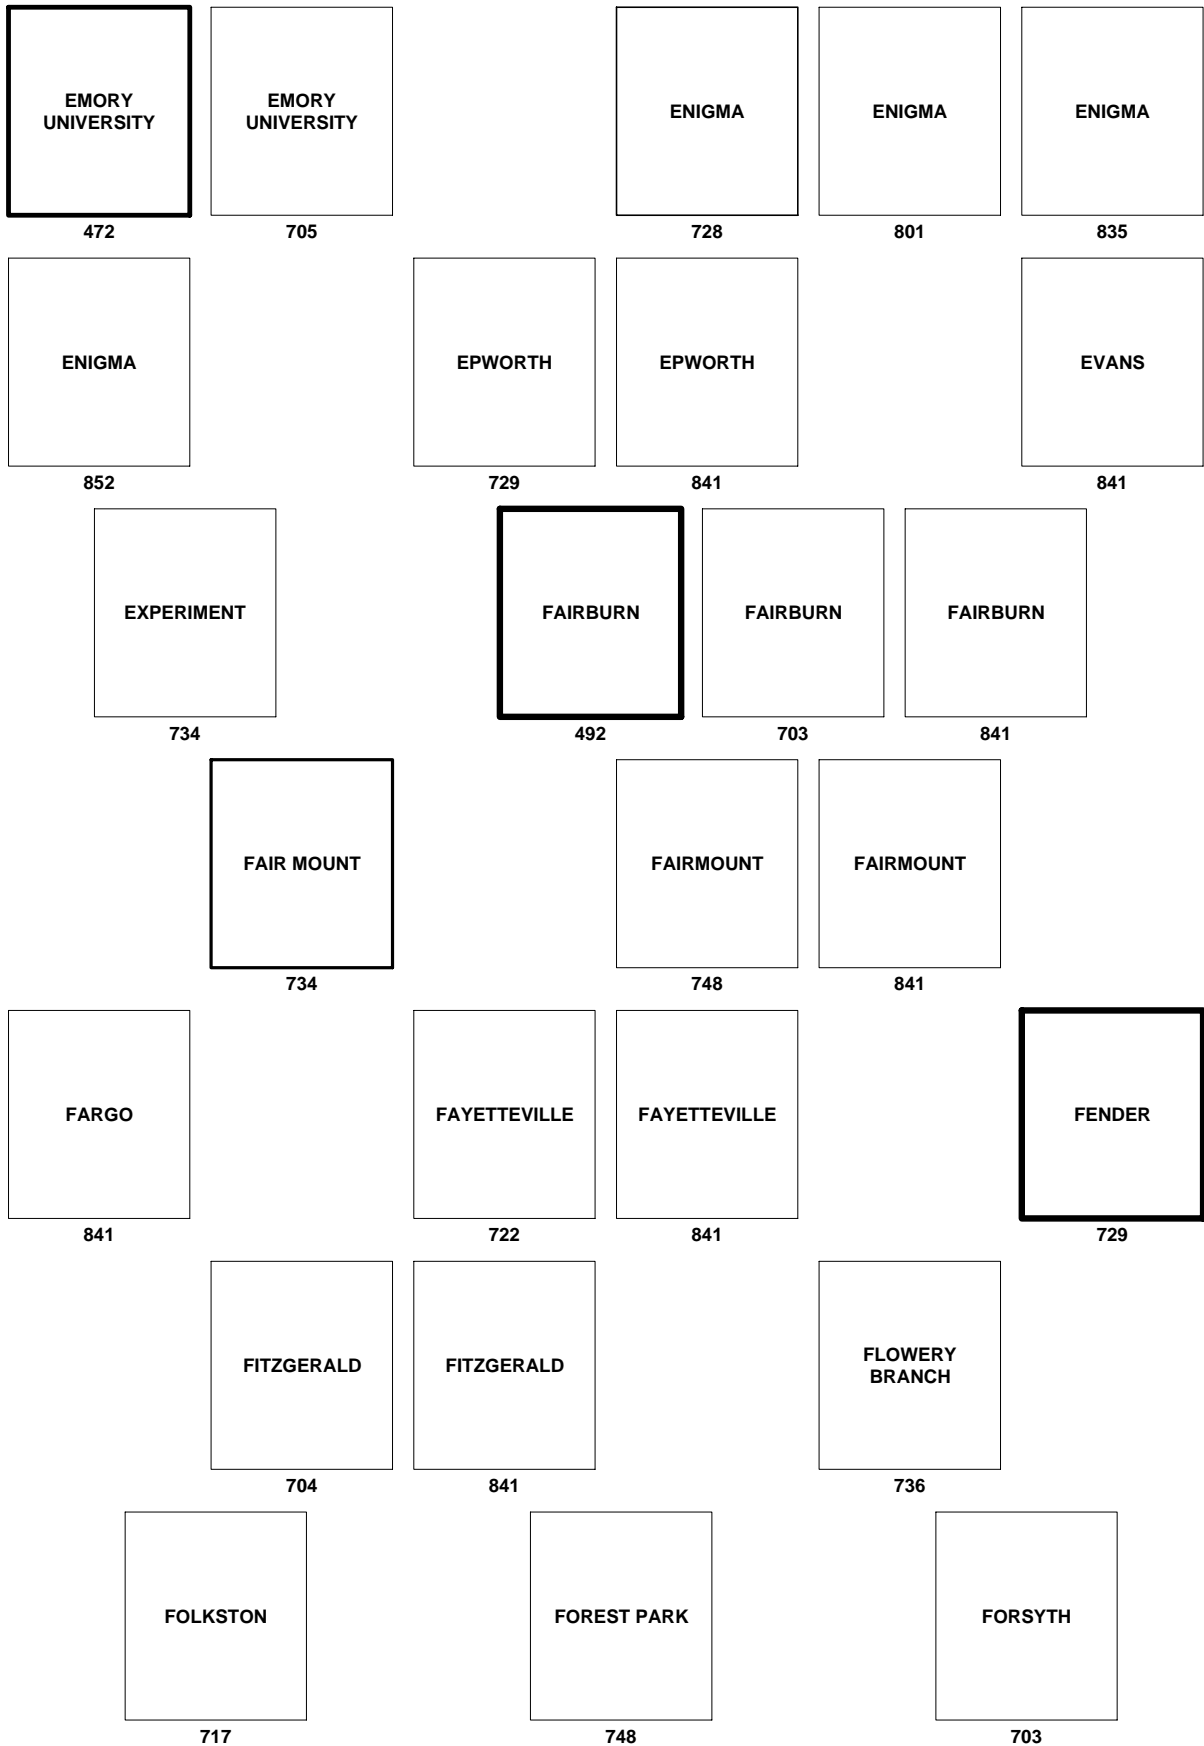 EMORY
UNIVERSITY
472
EMORY
UNIVERSITY
705
ENIGMA
728
ENIGMA
801
ENIGMA
835
ENIGMA
852
EPWORTH
729
EPWORTH
841
EVANS
841
EXPERIMENT
734
FAIRBURN
492
FAIRBURN
703
FAIRBURN
841
FAIR MOUNT
734
FAIRMOUNT
748
FAIRMOUNT
841
FARGO
841
FAYETTEVILLE
722
FAYETTEVILLE
841
FENDER
729
FITZGERALD
704
FITZGERALD
841
FLOWERY
BRANCH
736
FOLKSTON
717
FOREST PARK
748
FORSYTH
703